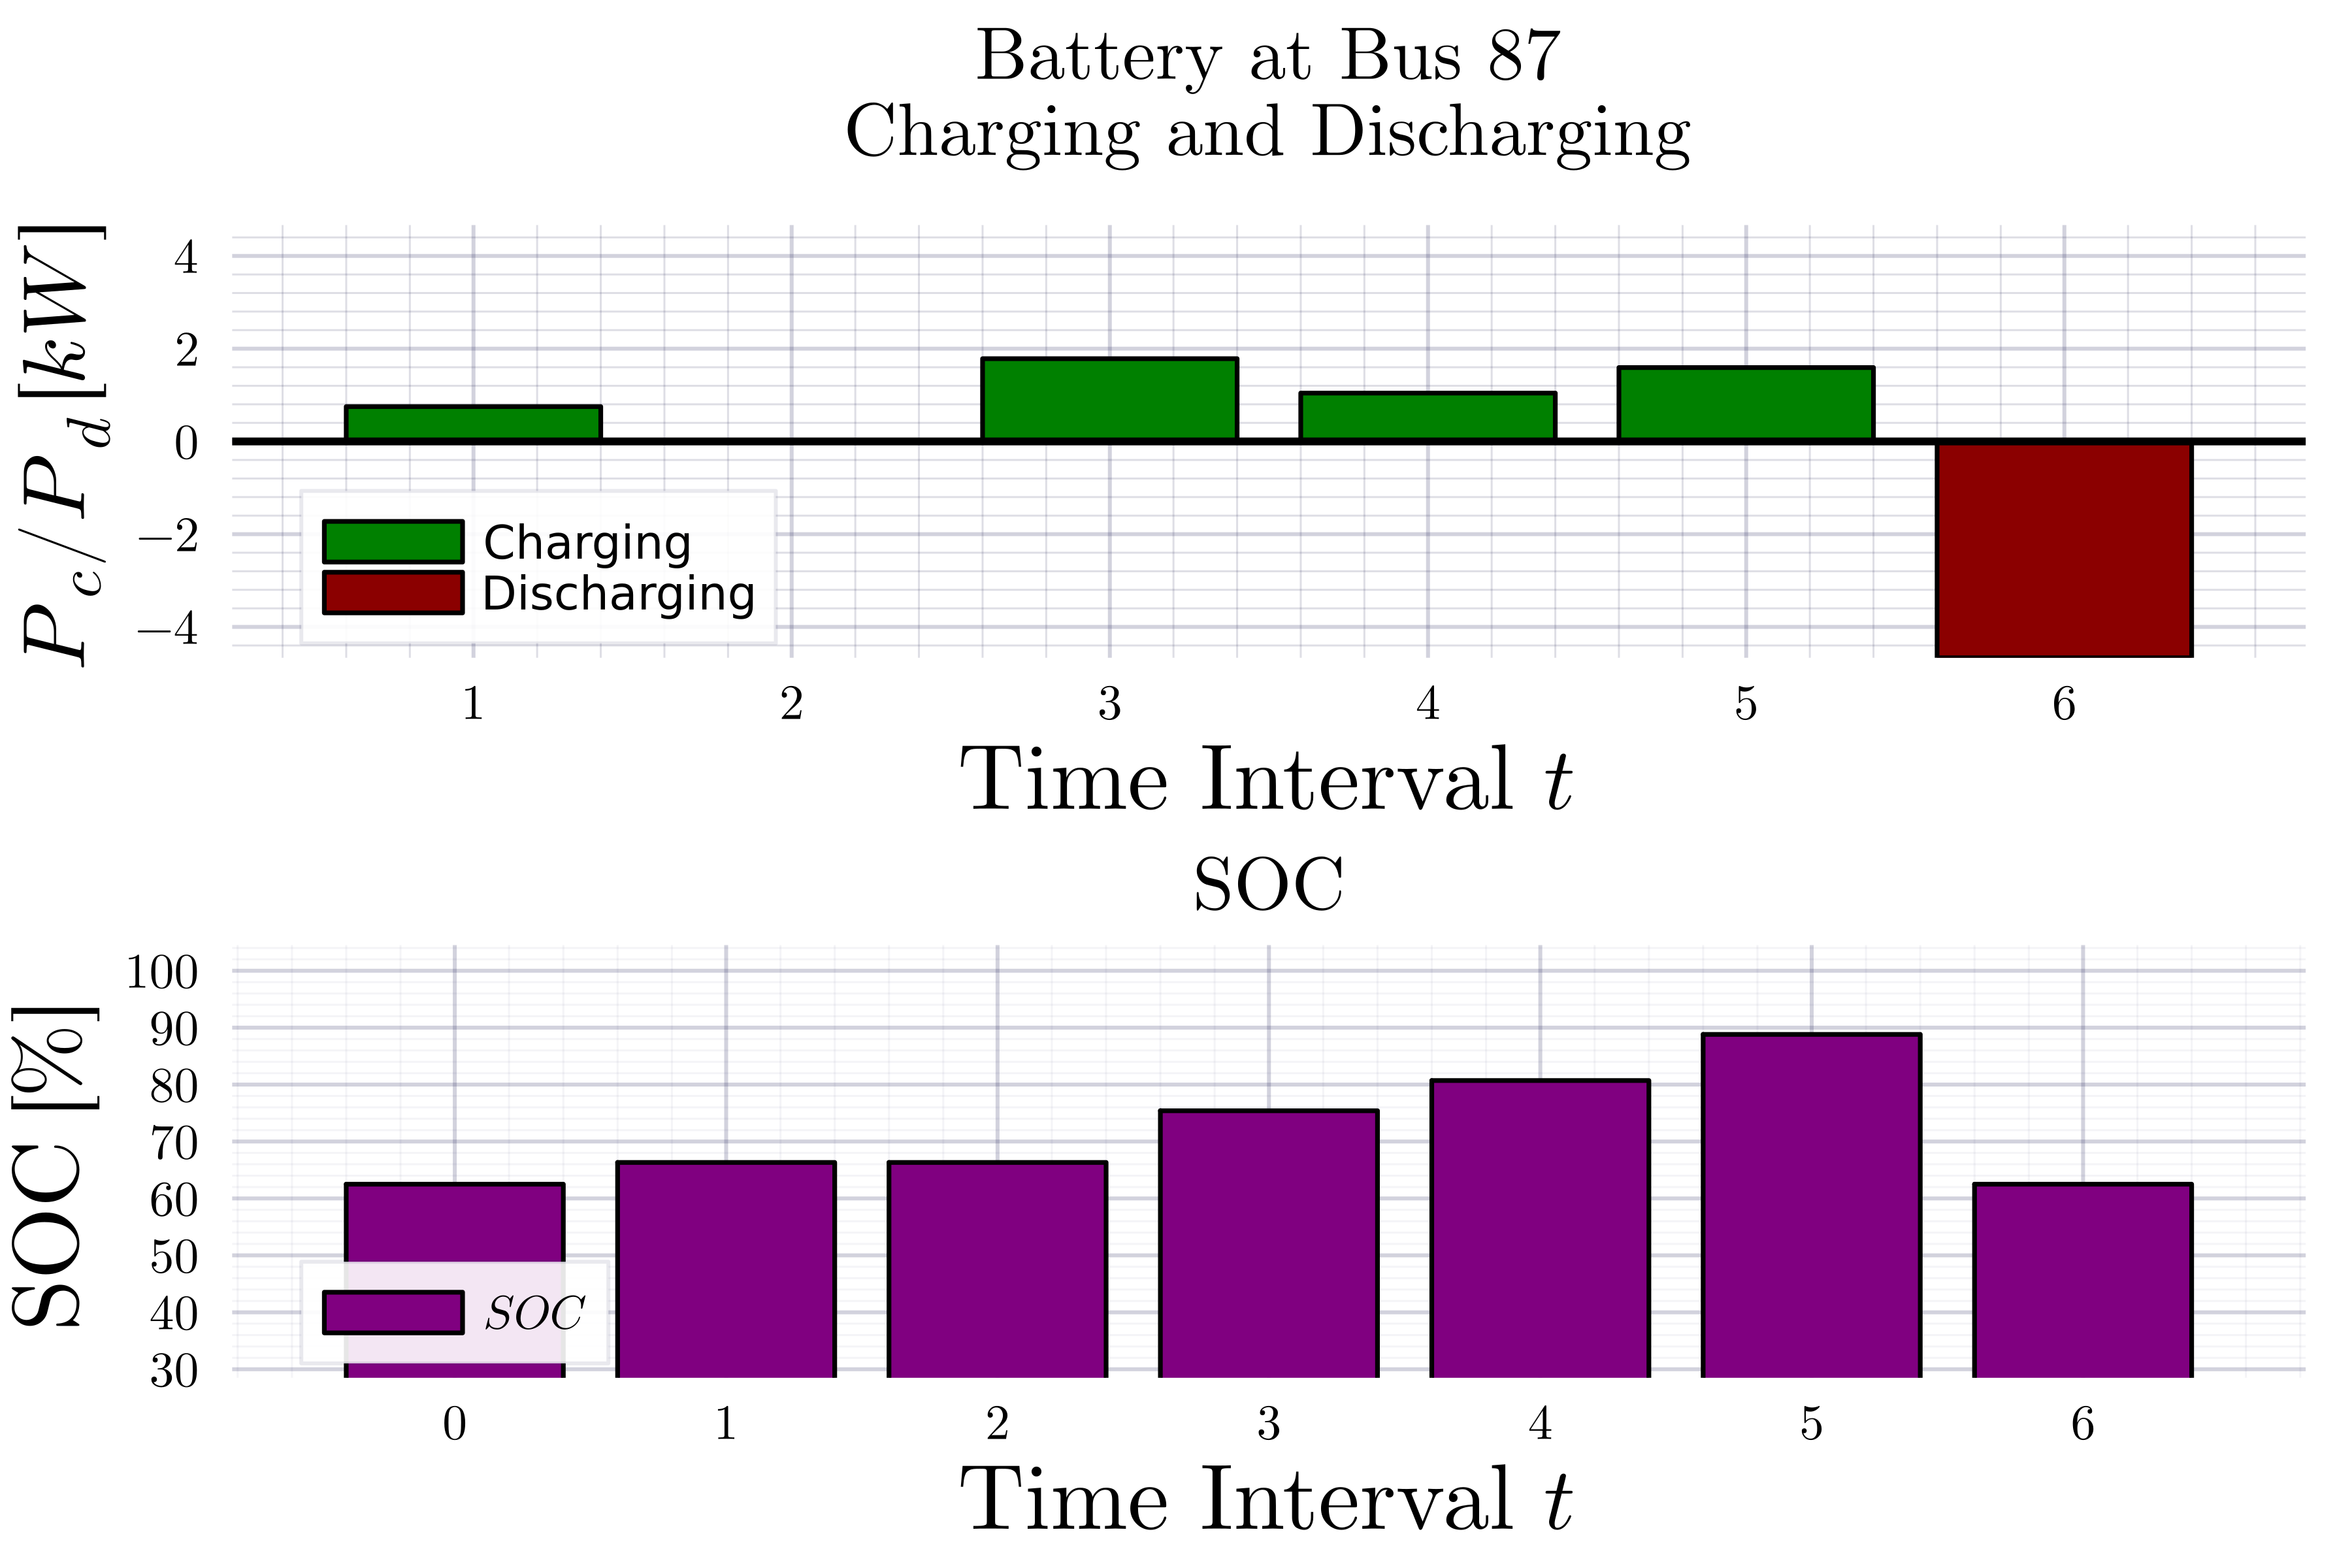 Battery at Bus 87
Charging and Discharging
P_c/P_d [kW]
4
2
0
−2
−4
Charging
Discharging
1 2 3 4 5 6
Time Interval t
SOC
SOC [%]
100
90
80
70
60
50
40
30
SOC
0 1 2 3 4 5 6
Time Interval t